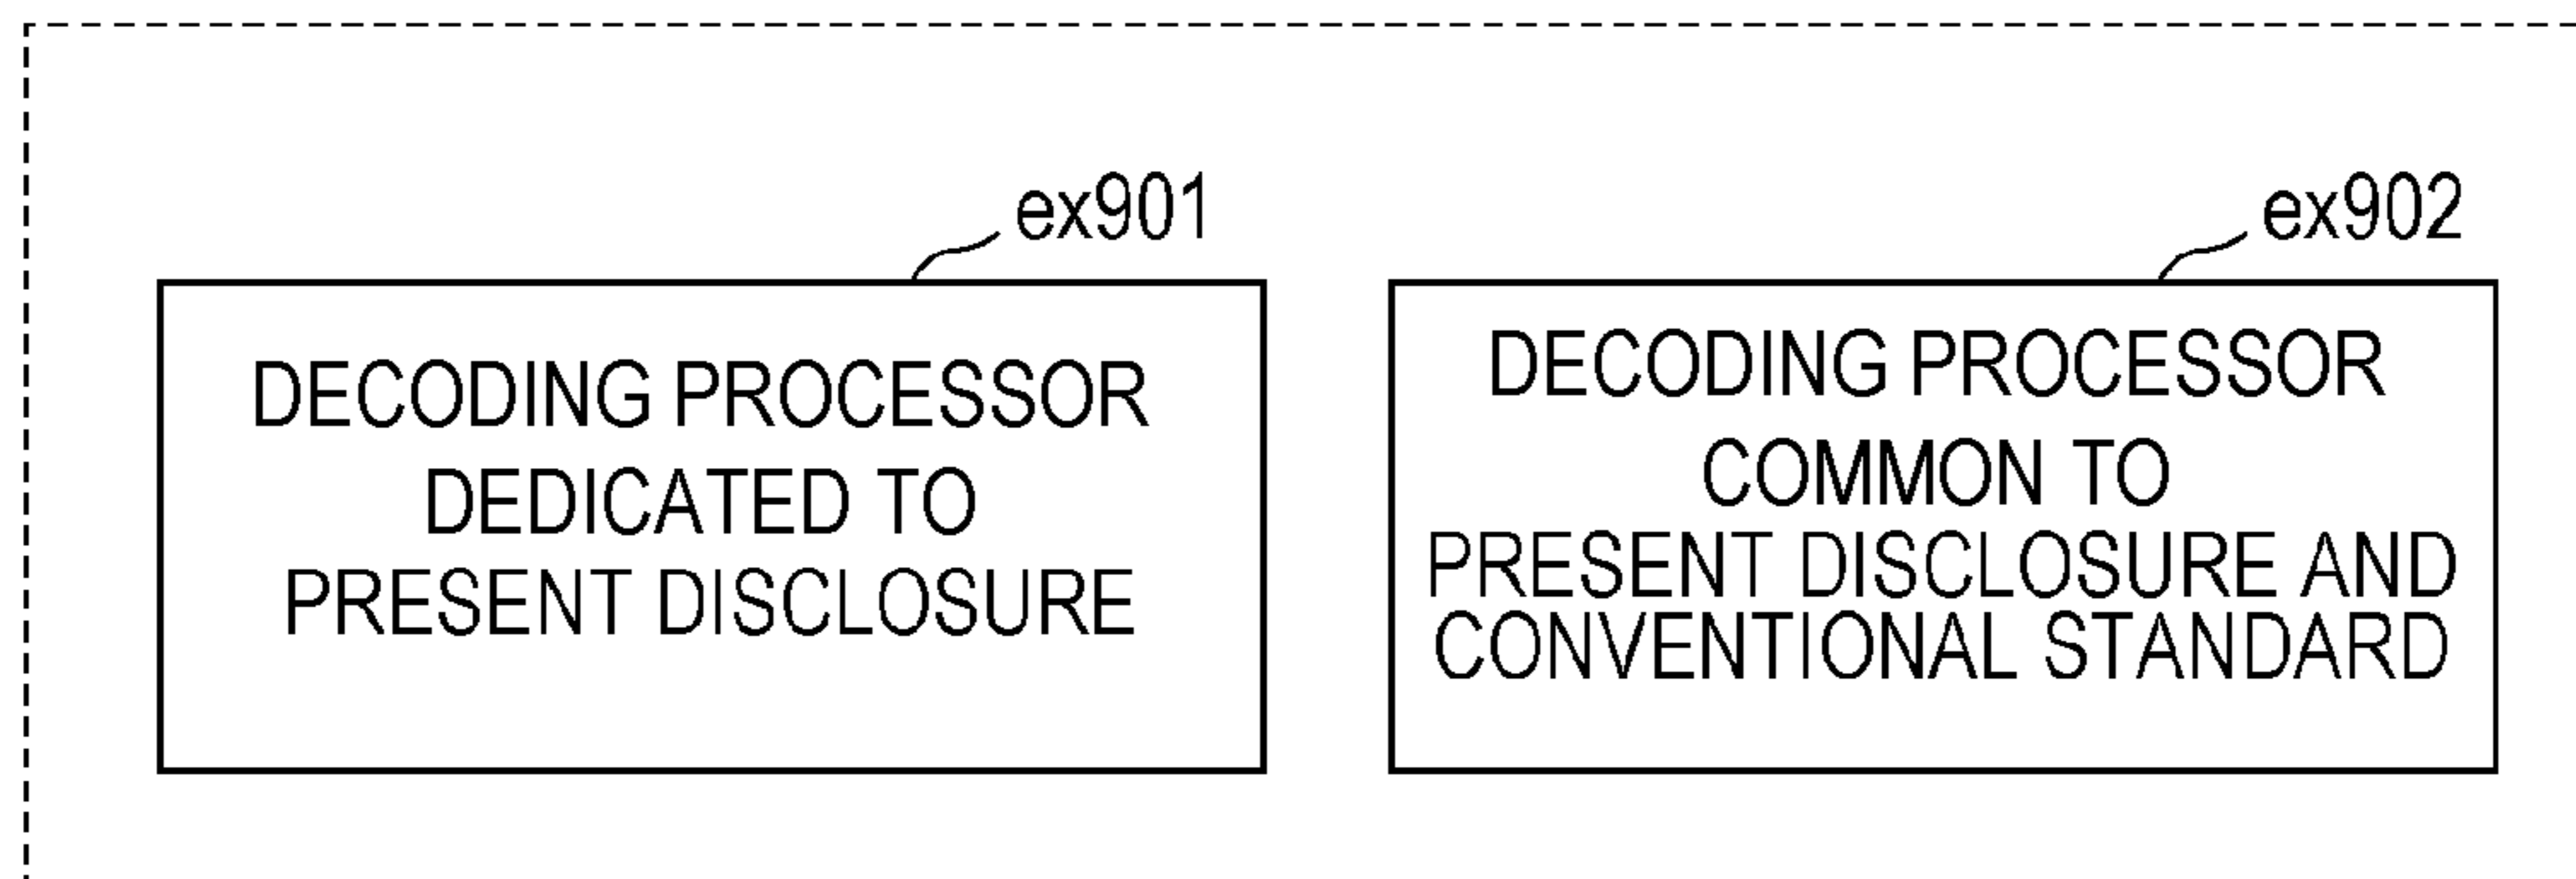 ex901
DECODING PROCESSOR
DEDICATED TO
PRESENT DISCLOSURE
ex902
DECODING PROCESSOR
COMMON TO
PRESENT DISCLOSURE AND
CONVENTIONAL STANDARD